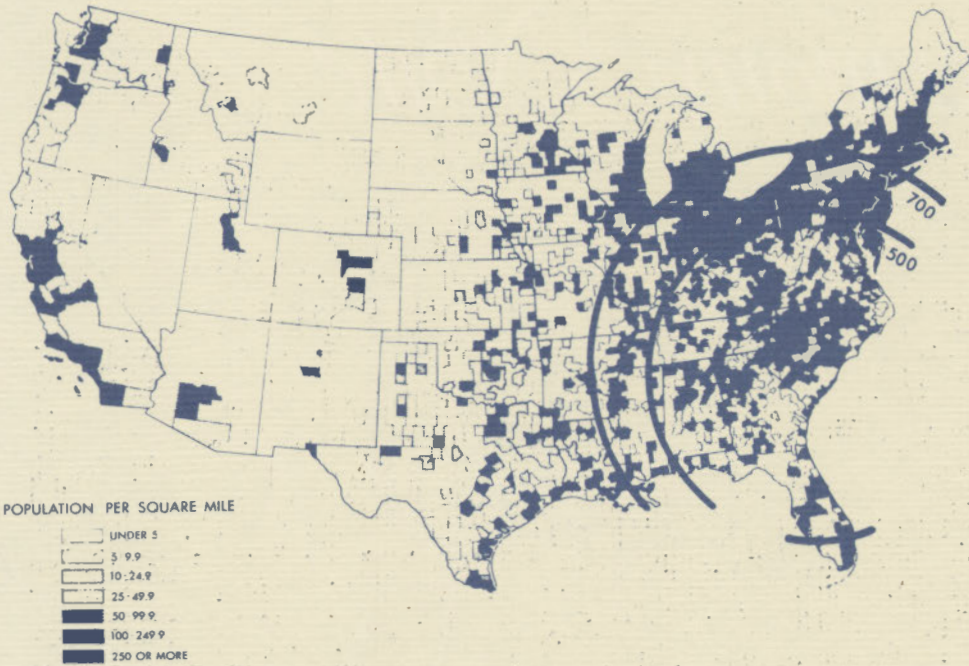 700
500
POPULATION PER SQUARE MILE
UNDER 5
5 9.9
10-24.9
25-49.9
50 99.9
100 249 9
250 OR MORE